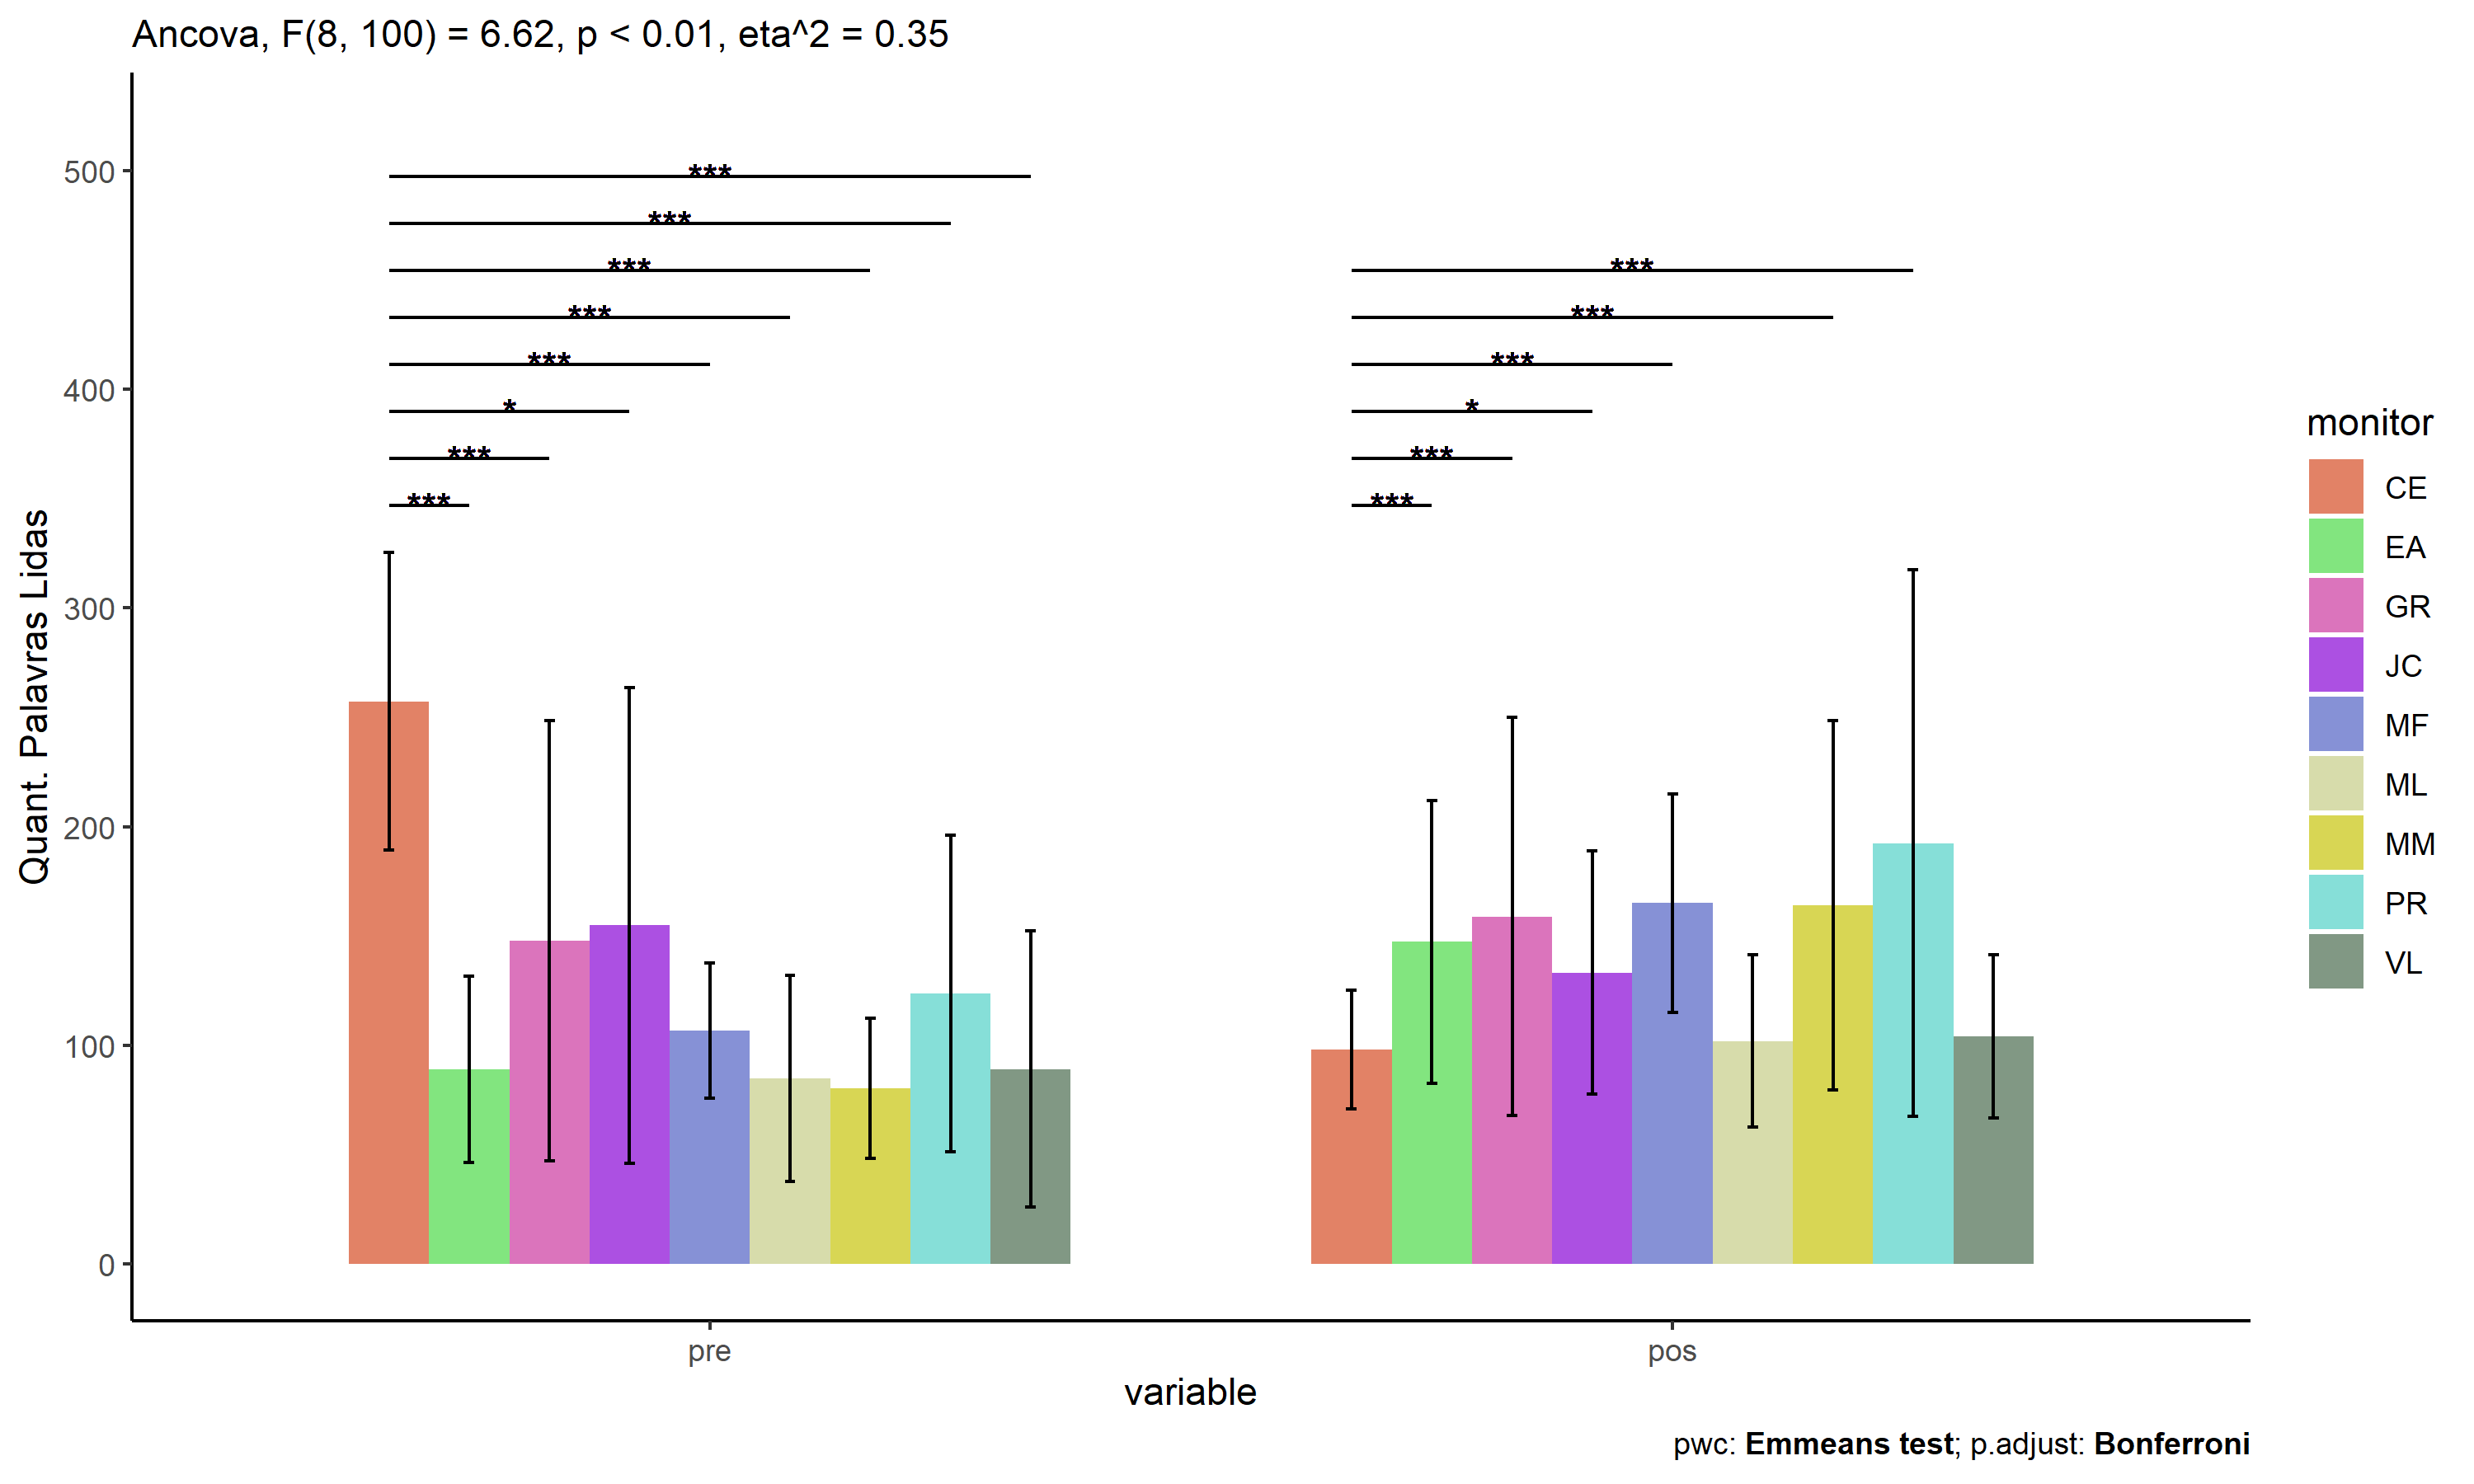 Ancova, F(8, 100) = 6.62, p < 0.01, eta^2 = 0.35
Quant. Palavras Lidas
500
400
300
200
100
0
***
***
***
***
***
*
***
***
***
***
***
*
***
***
pre
pos
variable
monitor
CE
EA
GR
JC
MF
ML
MM
PR
VL
pwc: Emmeans test; p.adjust: Bonferroni